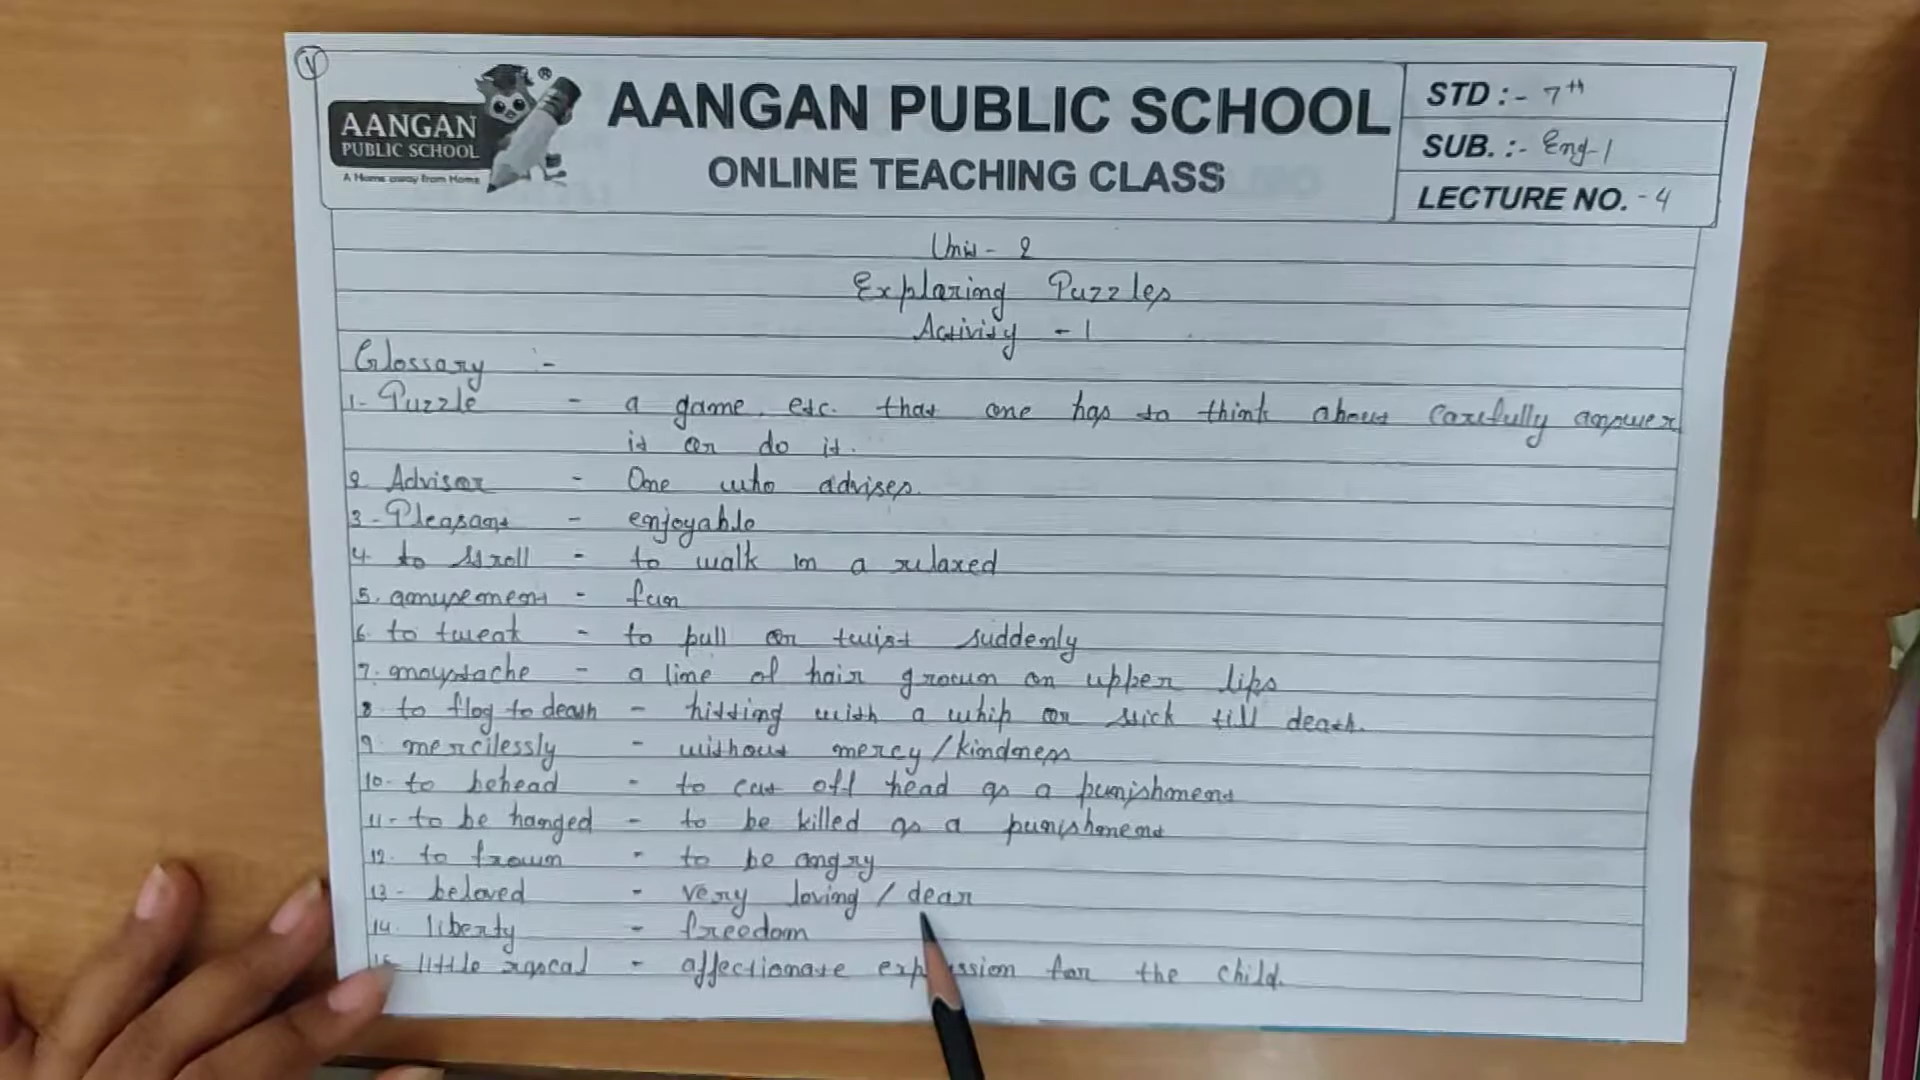 1
AANGAN
PUBLIC SCHOOL
A Home away from Home
®
AANGAN PUBLIC SCHOOL
ONLINE TEACHING CLASS
STD :- 7th
SUB. :- Eng-1
LECTURE NO. - 4
Unit - 2
Exploring Puzzles
Activity - 1
Glossary :-
1- Puzzle - a game etc. that one has to think about carefully answer
it or do it.
2. Advisor - One who advises.
3- Pleasant - enjoyable
4. to stroll - to walk in a relaxed
5. amusement - fun
6. to tweak - to pull or twist suddenly
7. moustache - a line of hair grown on upper lips
8. to flog to death - hitting with a whip or stick till death.
9. mercilessly - without mercy/kindness
10- to behead - to cut off head as a punishment
11- to be hanged - to be killed as a punishment
12. to frown - to be angry
13- beloved - very loving / dear
14. liberty - freedom
15- little rascal - affectionate expression for the child.